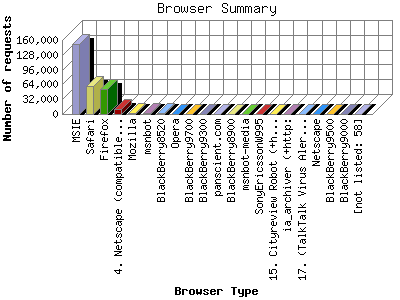 Browser Summary
Number of requests
160,000
128,000
96,000
64,000
32,000
0
MSIE
Safari
Firefox
4. Netscape (compatible...
Mozilla
msnbot
BlackBerry8520
Opera
BlackBerry9700
BlackBerry9300
panscient.com
BlackBerry8900
msnbot-media
SonyEricssonW995
15. Cityreview Robot (+h...
ia_archiver (+http:
17. (TalkTalk Virus Aler...
Netscape
BlackBerry9500
BlackBerry9000
[not listed: 58]
Browser Type